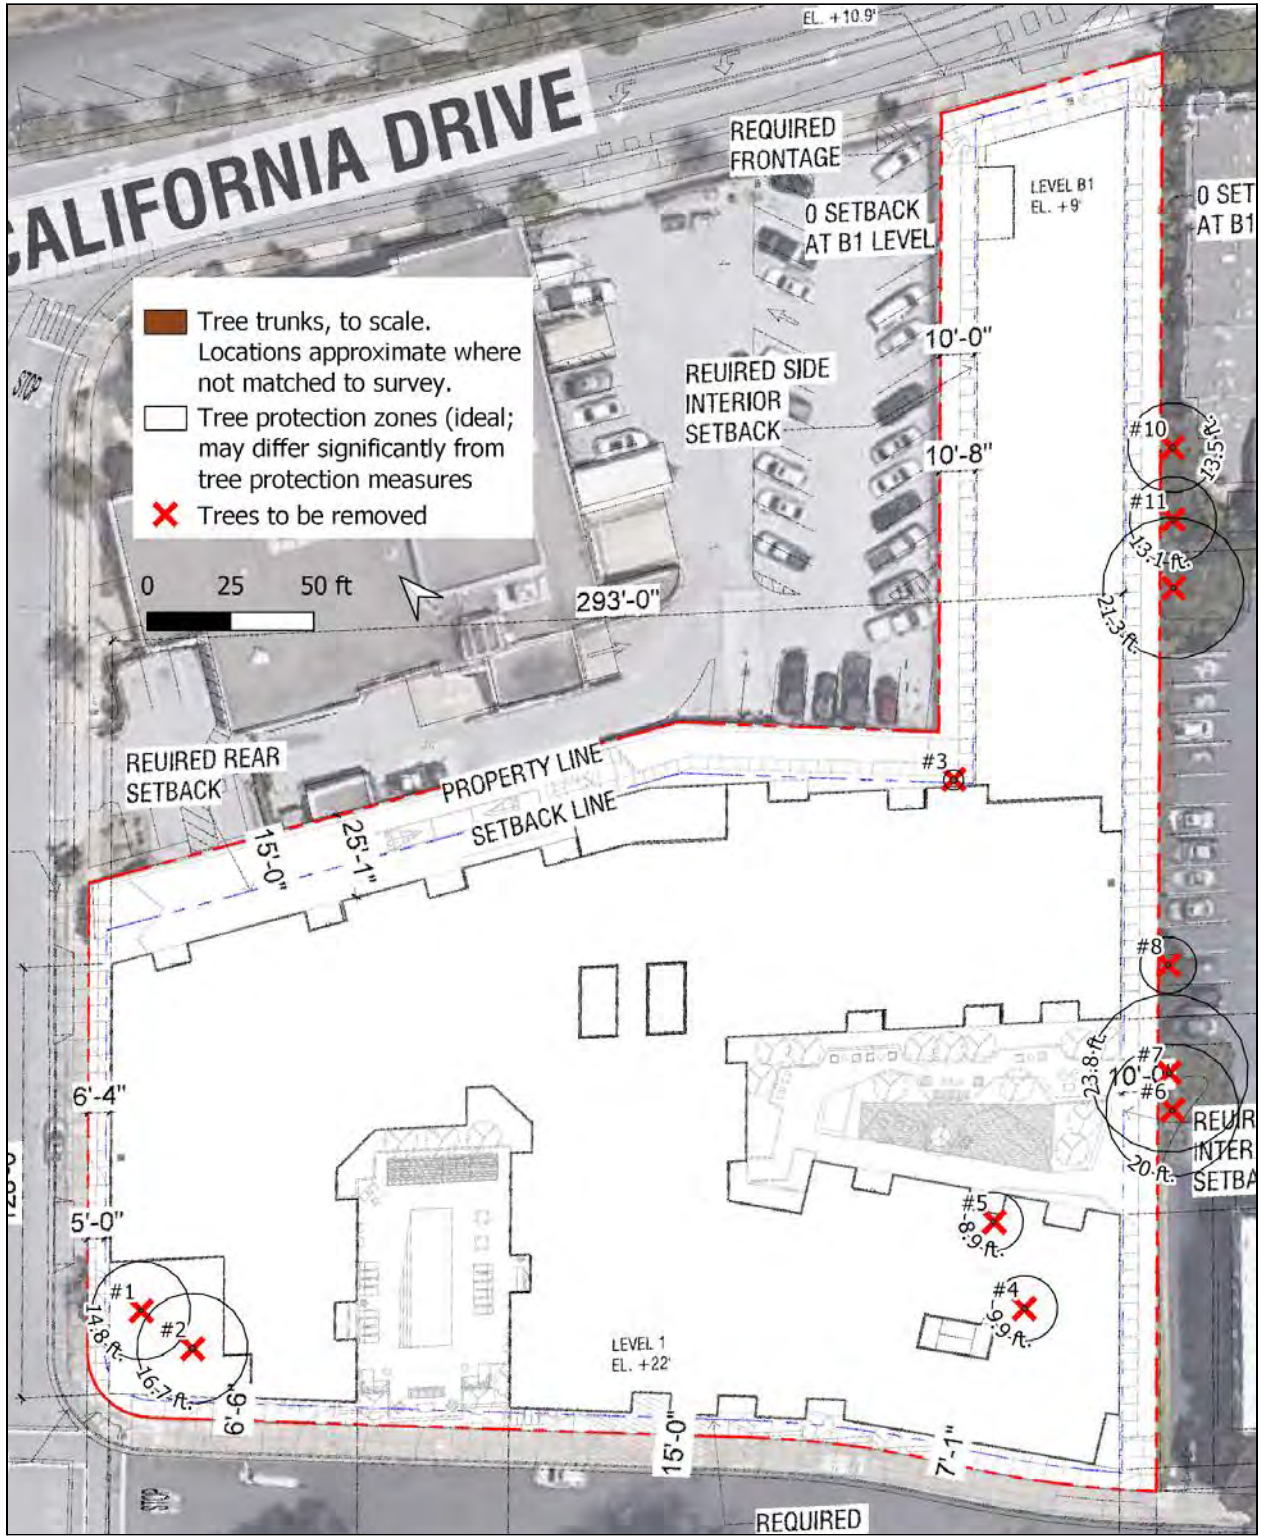 EL. +10.9'
CALIFORNIA DRIVE
REQUIRED
FRONTAGE
LEVEL B1
EL. +9'
0 SETBACK
AT B1 LEVEL
0 SET
AT B1
Tree trunks, to scale.
Locations approximate where
not matched to survey.
Tree protection zones (ideal;
may differ significantly from
tree protection measures
Trees to be removed
STOP
10'-0"
REUIRED SIDE
INTERIOR
SETBACK
10'-8"
#10
13.5 ft.
#11
13.1 ft.
0 25 50 ft
293'-0"
21.3 ft.
REUIRED REAR
SETBACK
PROPERTY LINE
SETBACK LINE
#3
15'-0"
25'-1"
#8
23.8 ft.
#7
10'-0"
#6
6'-4"
REUIR
INTER
SETBA
20 ft.
5'-0"
#5
8.9 ft.
#1
14.8 ft.
#2
16.7 ft.
#4
9.9 ft.
LEVEL 1
EL. +22'
6'-6"
15'-0"
7'-1"
STOP
REQUIRED